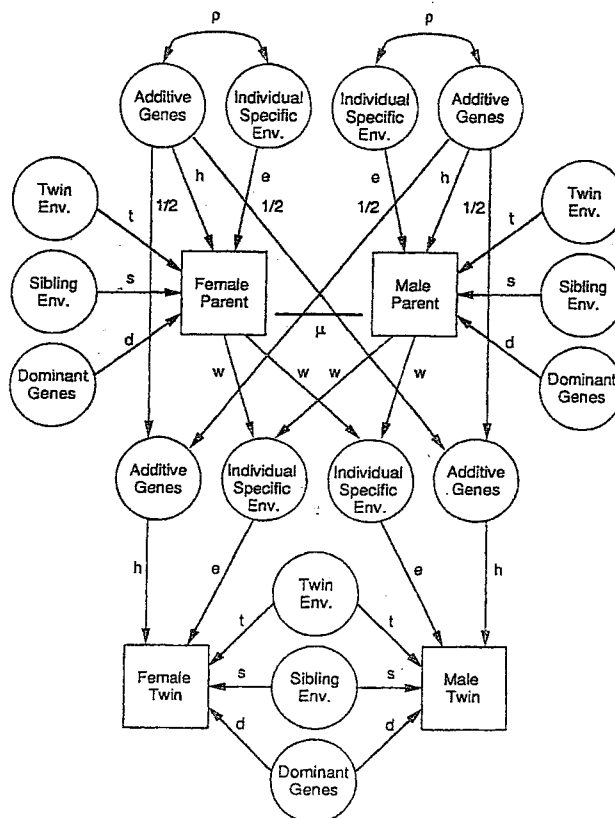 ρ ρ
Additive
Genes
Individual
Specific
Env.
Individual
Specific
Env.
Additive
Genes
h e e h
Twin
Env.
1/2 1/2 1/2 1/2
Twin
Env.
t t
Female
Parent
Male
Parent
Sibling
Env.
s s
Sibling
Env.
μ
d d
Dominant
Genes
Dominant
Genes
w w w w
Additive
Genes
Individual
Specific
Env.
Individual
Specific
Env.
Additive
Genes
h e e h
Twin
Env.
t t
Female
Twin
Sibling
Env.
Male
Twin
s s
d d
Dominant
Genes